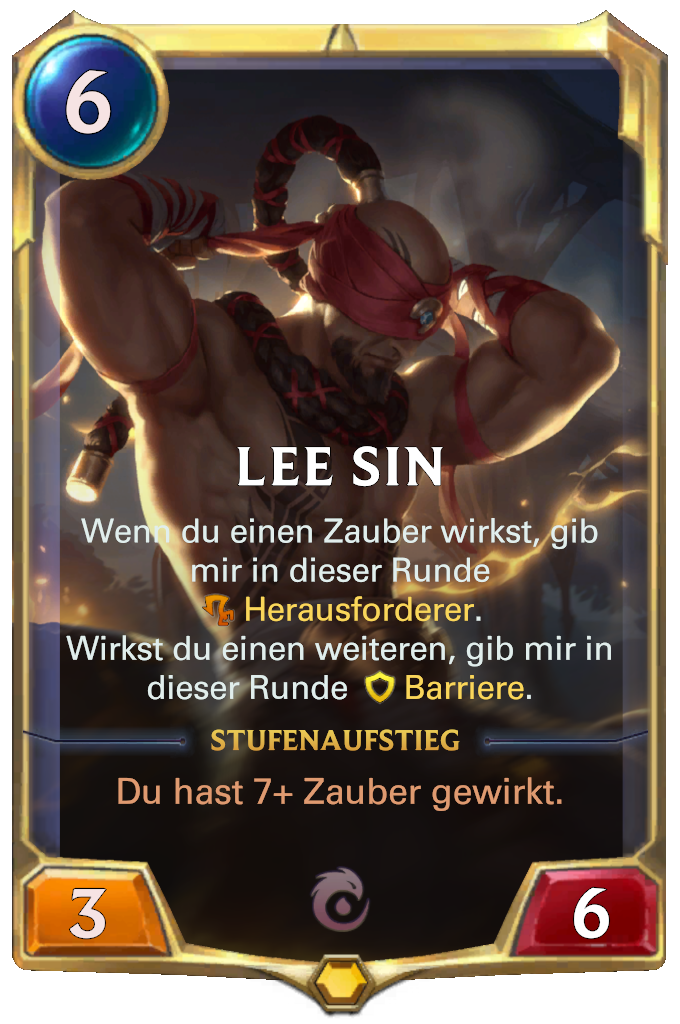 6
LEE SIN
Wenn du einen Zauber wirkst, gib
mir in dieser Runde
Herausforderer.
Wirkst du einen weiteren, gib mir in
dieser Runde Barriere.
STUFENAUFSTIEG
Du hast 7+ Zauber gewirkt.
3
6